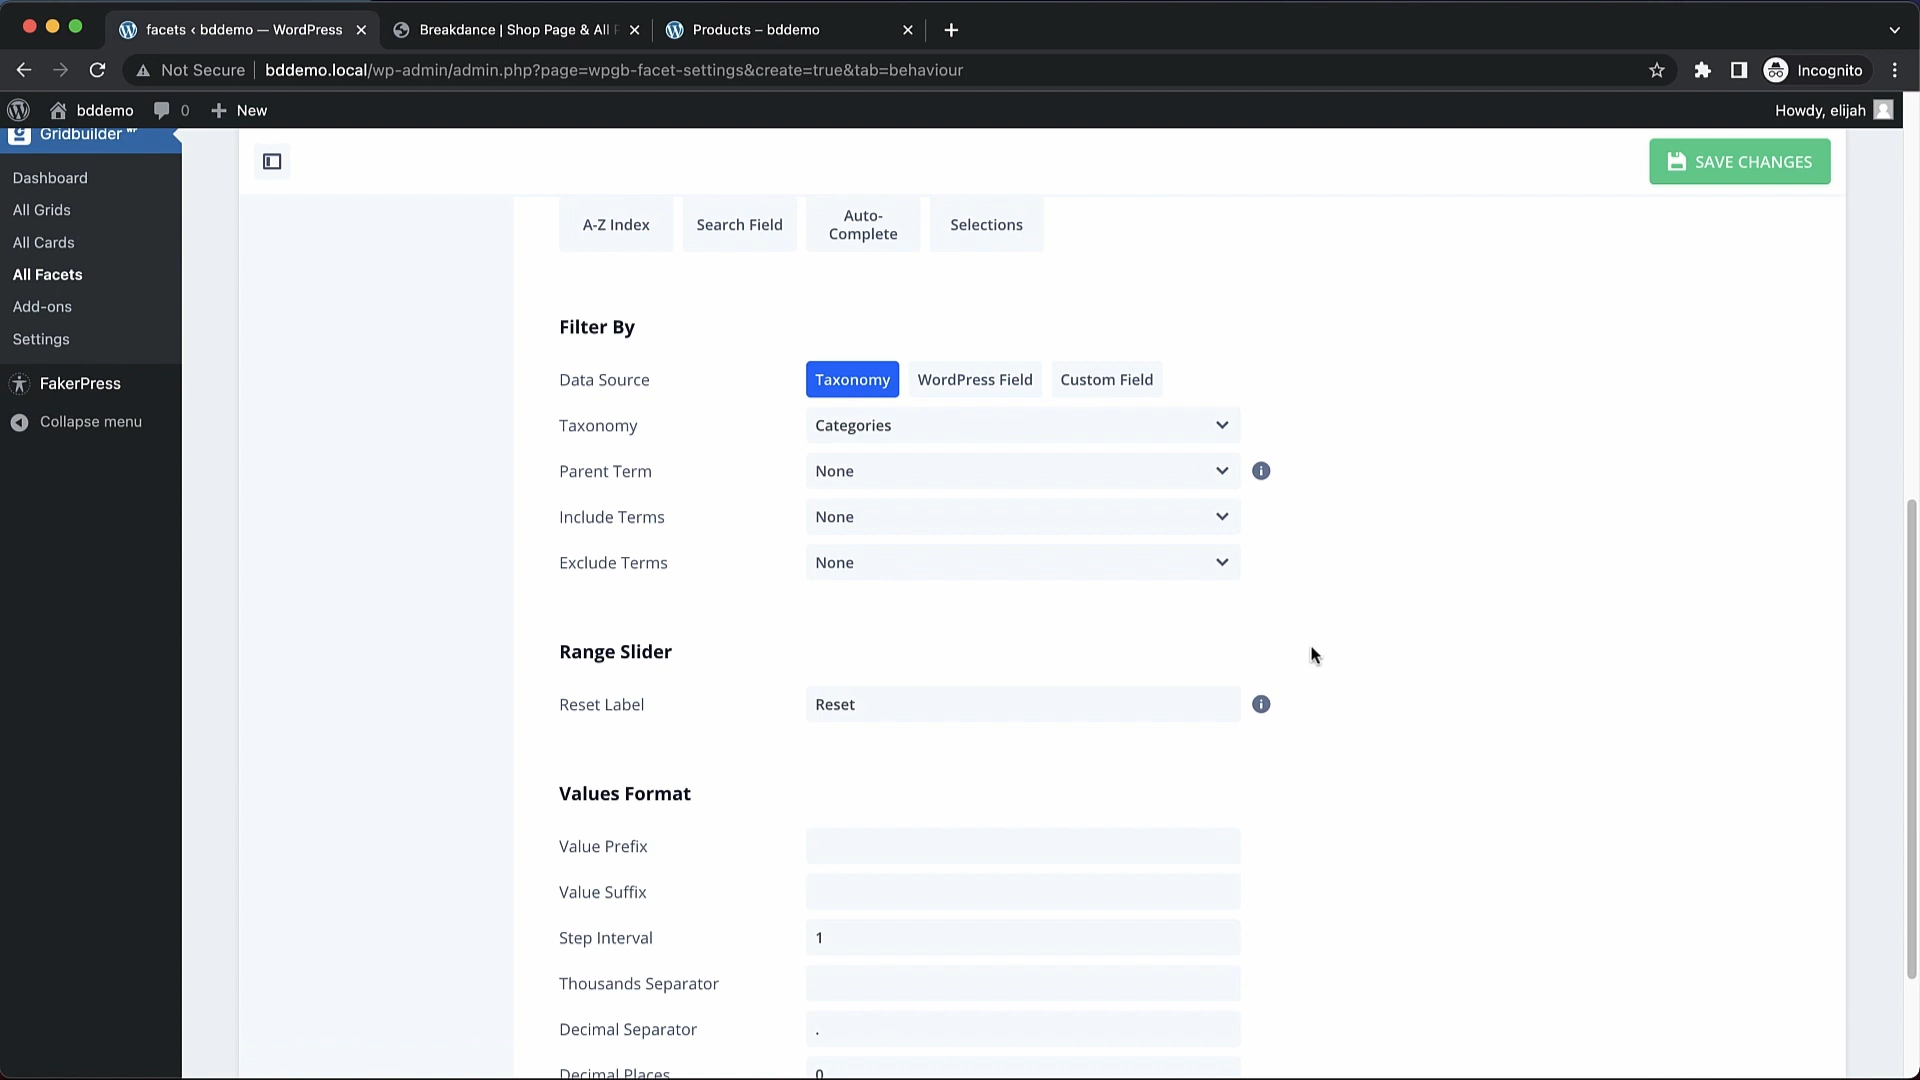 facets ‹ bddemo — WordPress
Breakdance | Shop Page & All
Products – bddemo
Not Secure
bddemo.local/wp-admin/admin.php?page=wpgb-facet-settings&create=true&tab=behaviour
Incognito
bddemo
0
New
Howdy, elijah
Gridbuilder WP
SAVE CHANGES
Dashboard
All Grids
All Cards
All Facets
Add-ons
Settings
FakerPress
Collapse menu
A-Z Index
Search Field
Auto-
Complete
Selections
Filter By
Data Source
Taxonomy
WordPress Field
Custom Field
Taxonomy
Categories
Parent Term
None
Include Terms
None
Exclude Terms
None
Range Slider
Reset Label
Reset
Values Format
Value Prefix
Value Suffix
Step Interval
1
Thousands Separator
Decimal Separator
.
Decimal Places
0